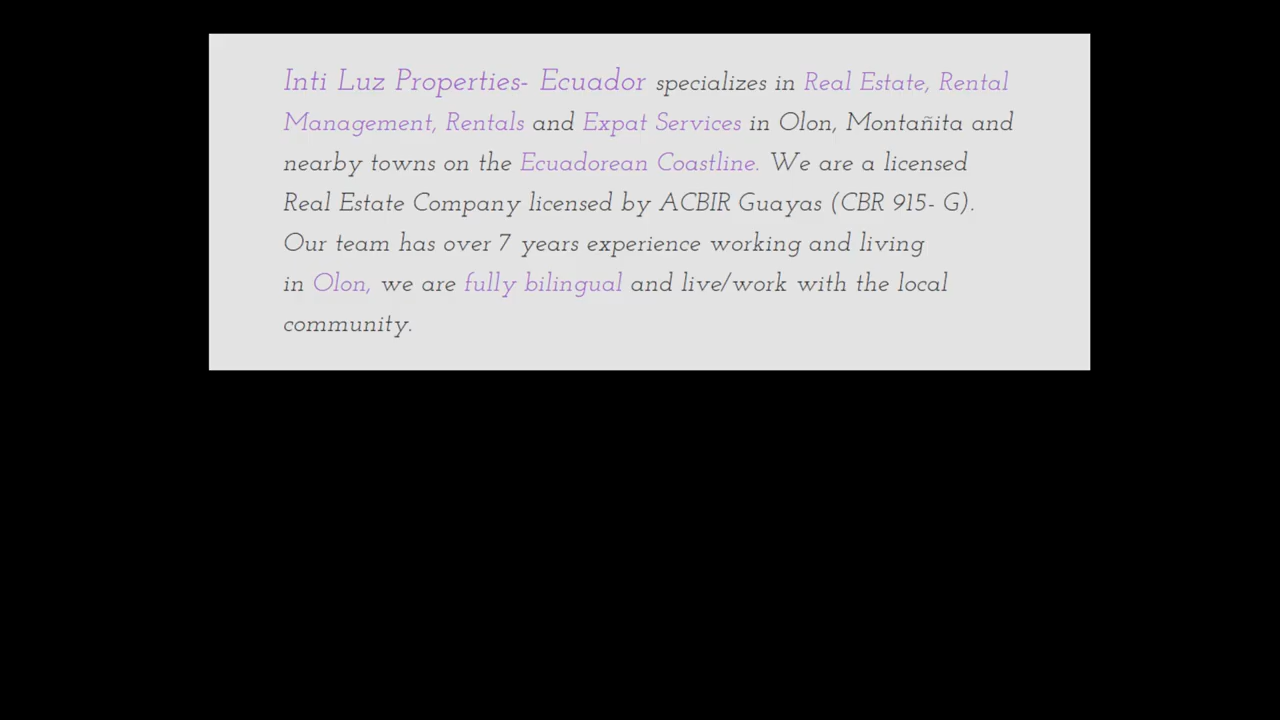 Inti Luz Properties- Ecuador specializes in Real Estate, Rental
Management, Rentals and Expat Services in Olon, Montañita and
nearby towns on the Ecuadorean Coastline. We are a licensed
Real Estate Company licensed by ACBIR Guayas (CBR 915- G).
Our team has over 7 years experience working and living
in Olon, we are fully bilingual and live/work with the local
community.